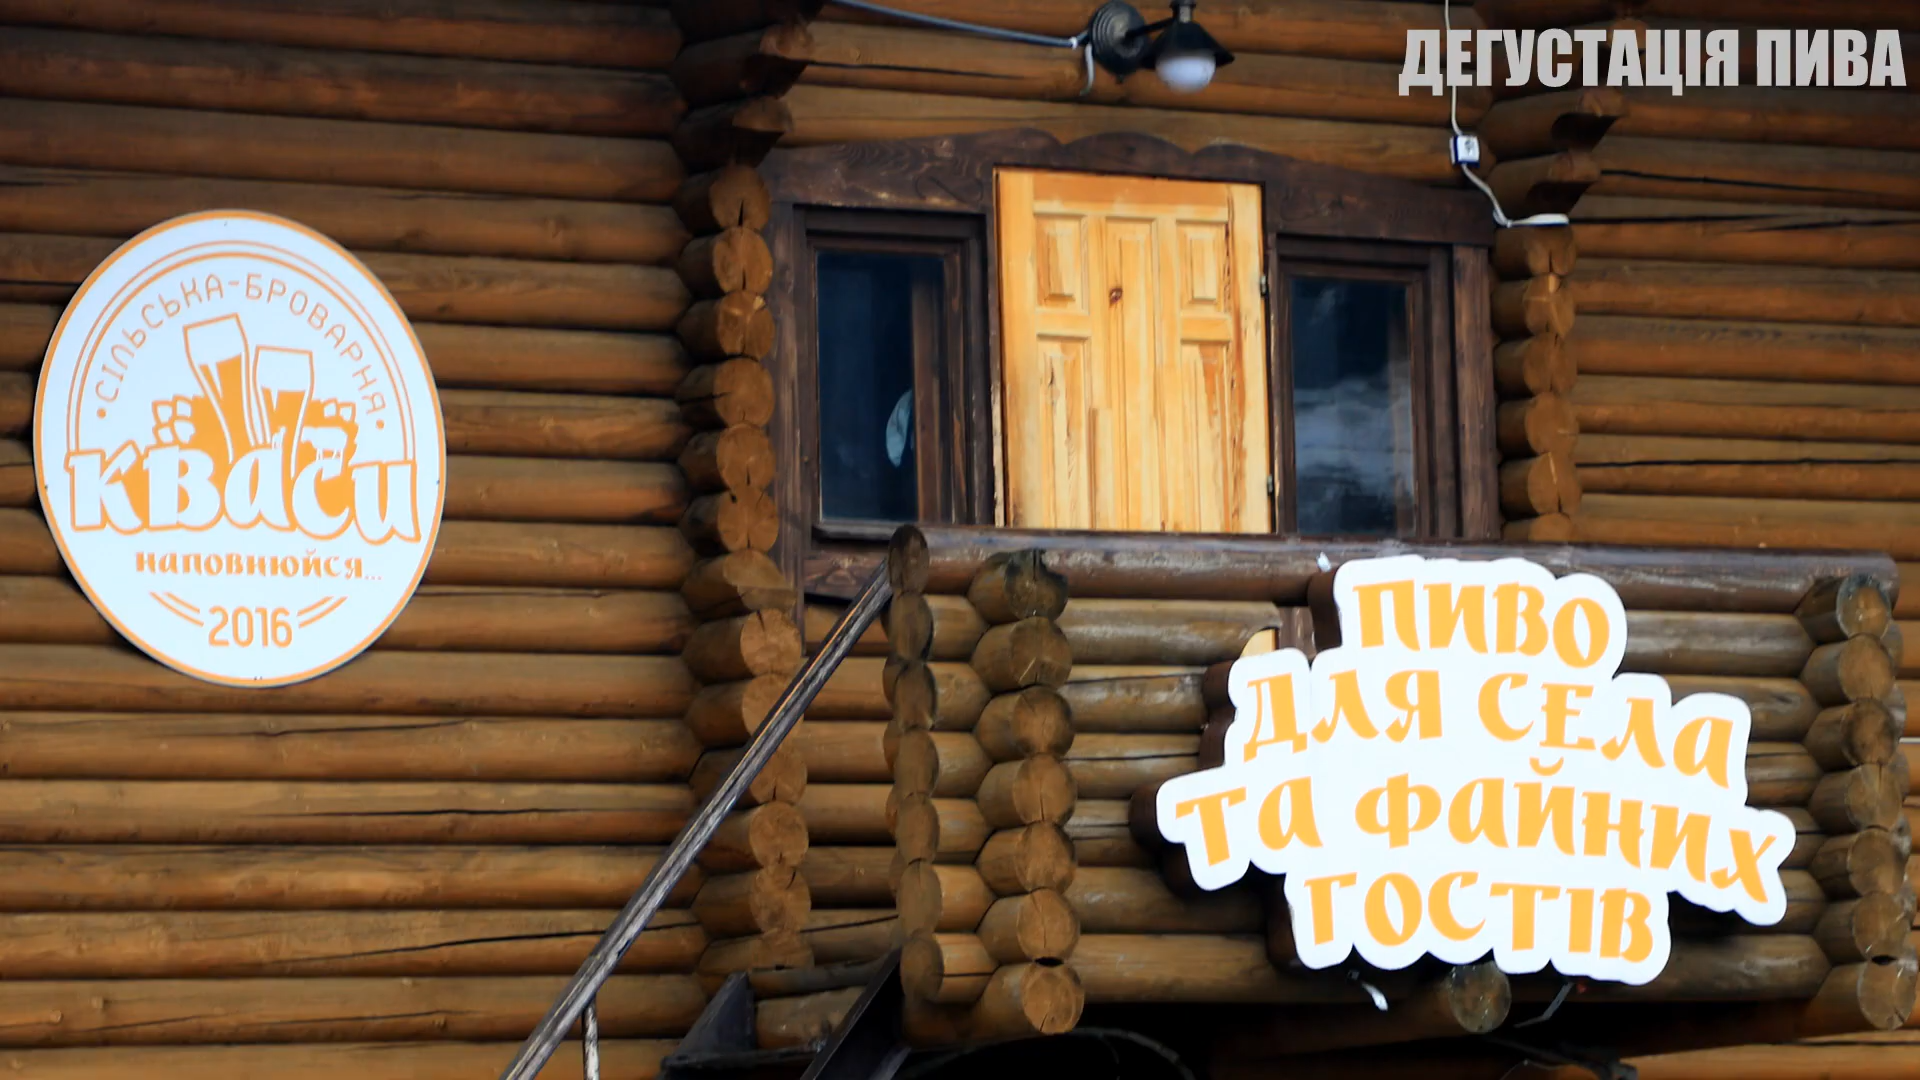 ДЕГУСТАЦІЯ ПИВА
•СІЛЬСЬКА-БРОВАРНЯ•
КВАСИ
НАПОВНЮЙСЯ...
2016
ПИВО
ДЛЯ СЕЛА
ТА ФАЙНИХ
ГОСТІВ